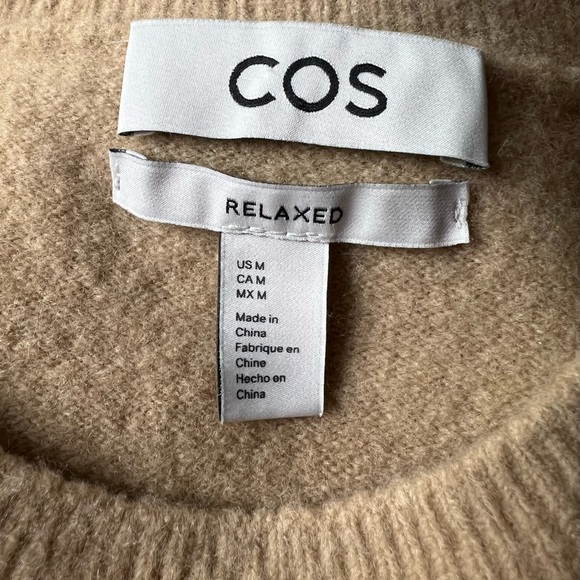 COS
RELAXED
US M
CA M
MX M
Made in
China
Fabrique en
Chine
Hecho en
China